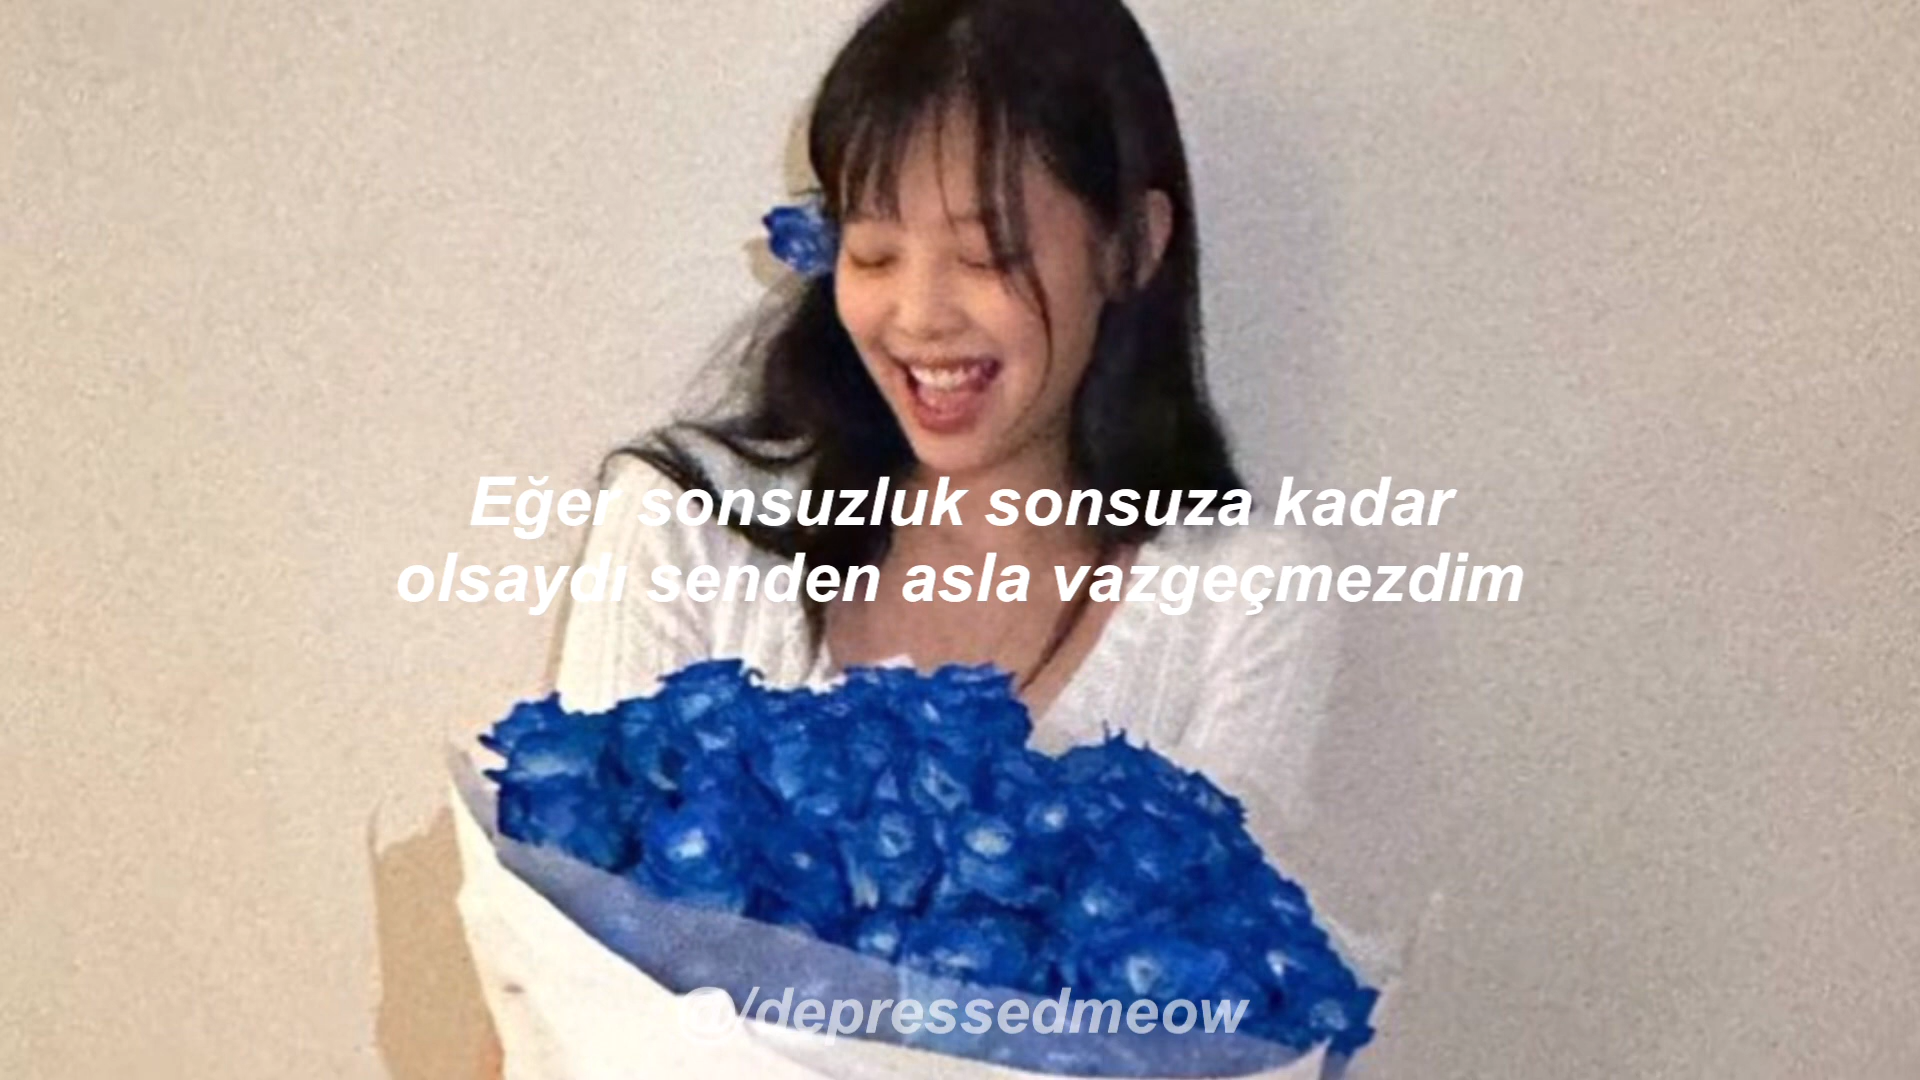 Eğer sonsuzluk sonsuza kadar
olsaydı senden asla vazgeçmezdim
@/depressedmeow